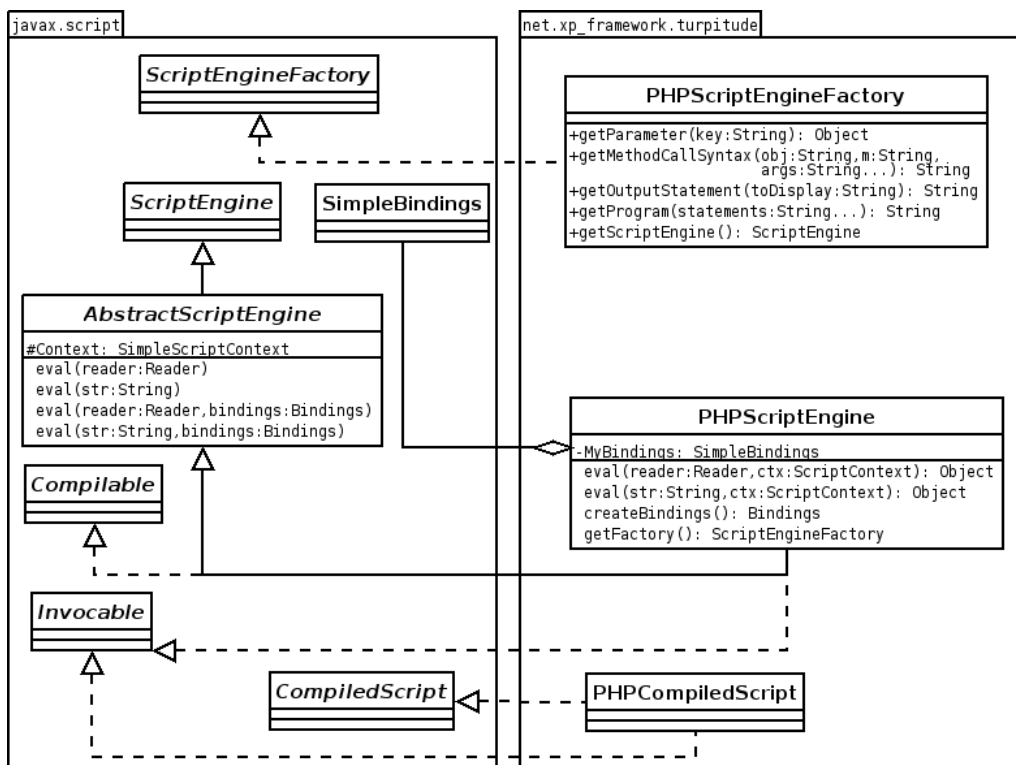 javax.script
net.xp_framework.turpitude
ScriptEngineFactory
PHPScriptEngineFactory
+getParameter(key:String): Object
+getMethodCallSyntax(obj:String,m:String,
args:String...): String
+getOutputStatement(toDisplay:String): String
+getProgram(statements:String...): String
+getScriptEngine(): ScriptEngine
ScriptEngine
SimpleBindings
AbstractScriptEngine
#Context: SimpleScriptContext
eval(reader:Reader)
eval(str:String)
eval(reader:Reader,bindings:Bindings)
eval(str:String,bindings:Bindings)
PHPScriptEngine
-MyBindings: SimpleBindings
eval(reader:Reader,ctx:ScriptContext): Object
eval(str:String,ctx:ScriptContext): Object
createBindings(): Bindings
getFactory(): ScriptEngineFactory
Compilable
Invocable
CompiledScript
PHPCompiledScript